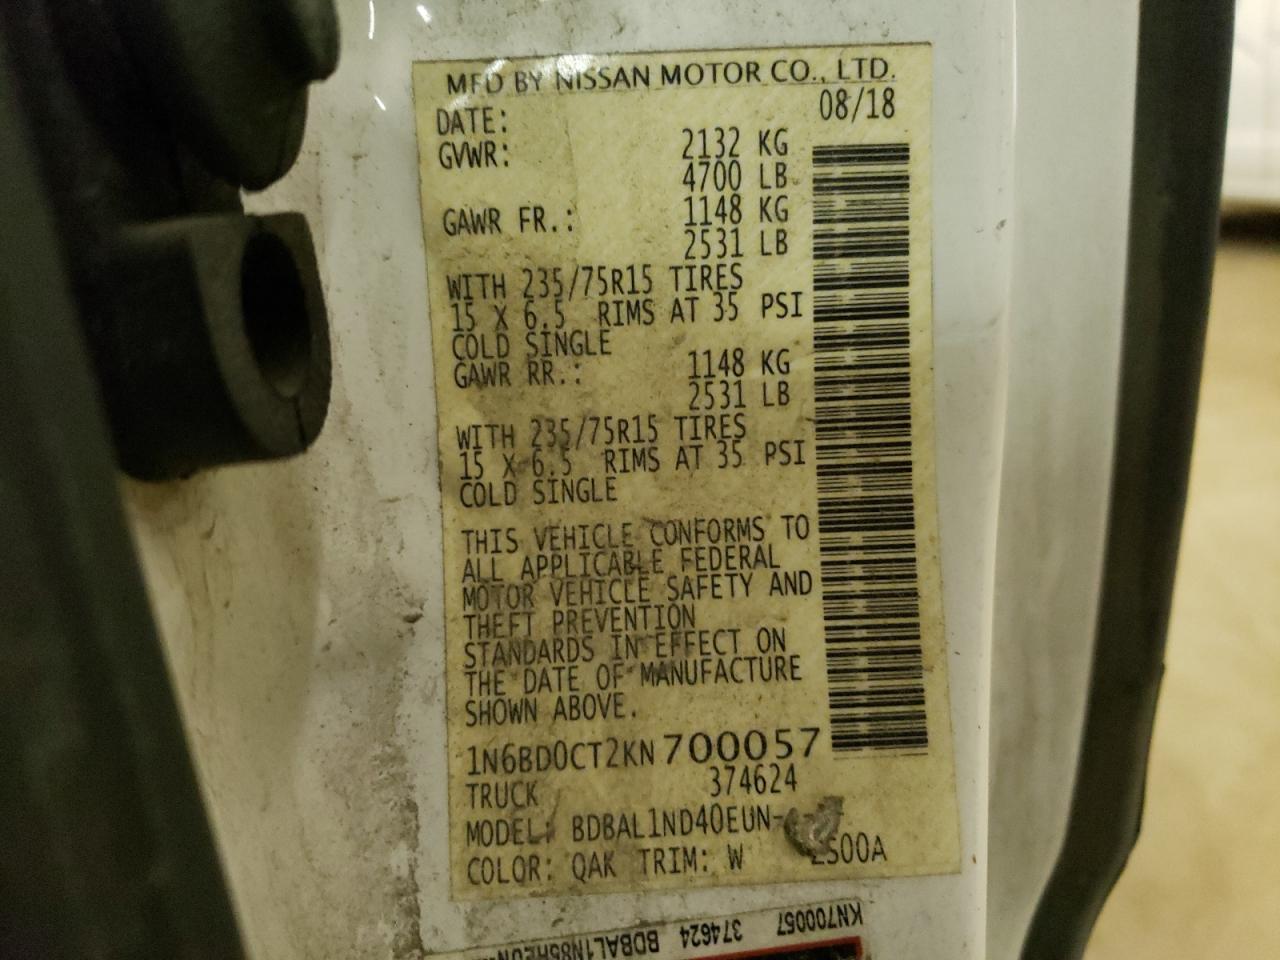 MFD BY NISSAN MOTOR CO., LTD.
DATE: 08/18
GVWR: 2132 KG
4700 LB
GAWR FR.: 1148 KG
2531 LB
WITH 235/75R15 TIRES
15 X 6.5 RIMS AT 35 PSI
COLD SINGLE
GAWR RR.: 1148 KG
2531 LB
WITH 235/75R15 TIRES
15 X 6.5 RIMS AT 35 PSI
COLD SINGLE
THIS VEHICLE CONFORMS TO
ALL APPLICABLE FEDERAL
MOTOR VEHICLE SAFETY AND
THEFT PREVENTION
STANDARDS IN EFFECT ON
THE DATE OF MANUFACTURE
SHOWN ABOVE.
1N6BD0CT2KN700057
TRUCK 374624
MODEL: BDBAL1ND40EUN-
COLOR: QAK TRIM: W
KN700057 374624